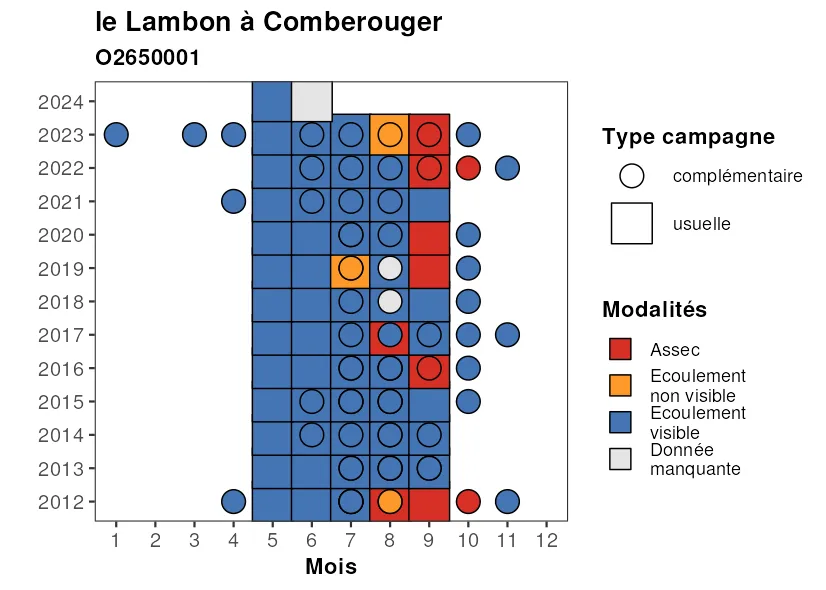 le Lambon à Comberouger
O2650001
2024
2023
2022
2021
2020
2019
2018
2017
2016
2015
2014
2013
2012
1 2 3 4 5 6 7 8 9 10 11 12
Mois
Type campagne
complémentaire
usuelle
Modalités
Assec
Ecoulement
non visible
Ecoulement
visible
Donnée
manquante